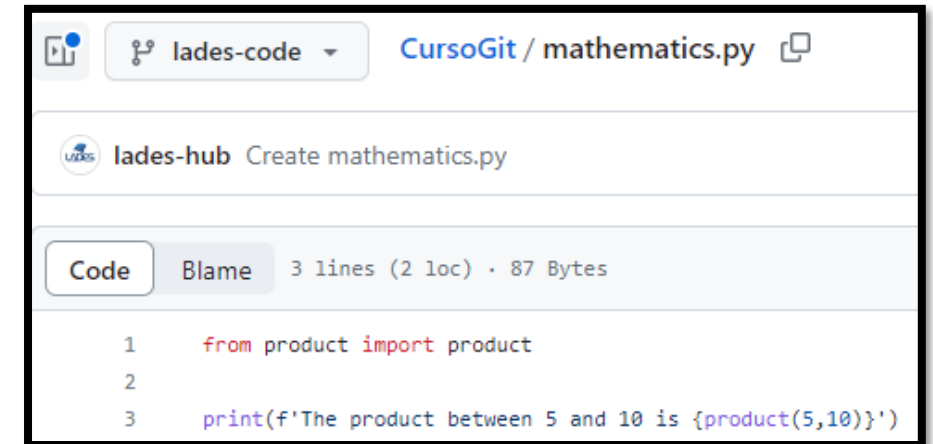 lades-code CursoGit / mathematics.py
LADES lades-hub Create mathematics.py
Code Blame 3 lines (2 loc) · 87 Bytes
1 from product import product
2
3 print(f'The product between 5 and 10 is {product(5,10)}')